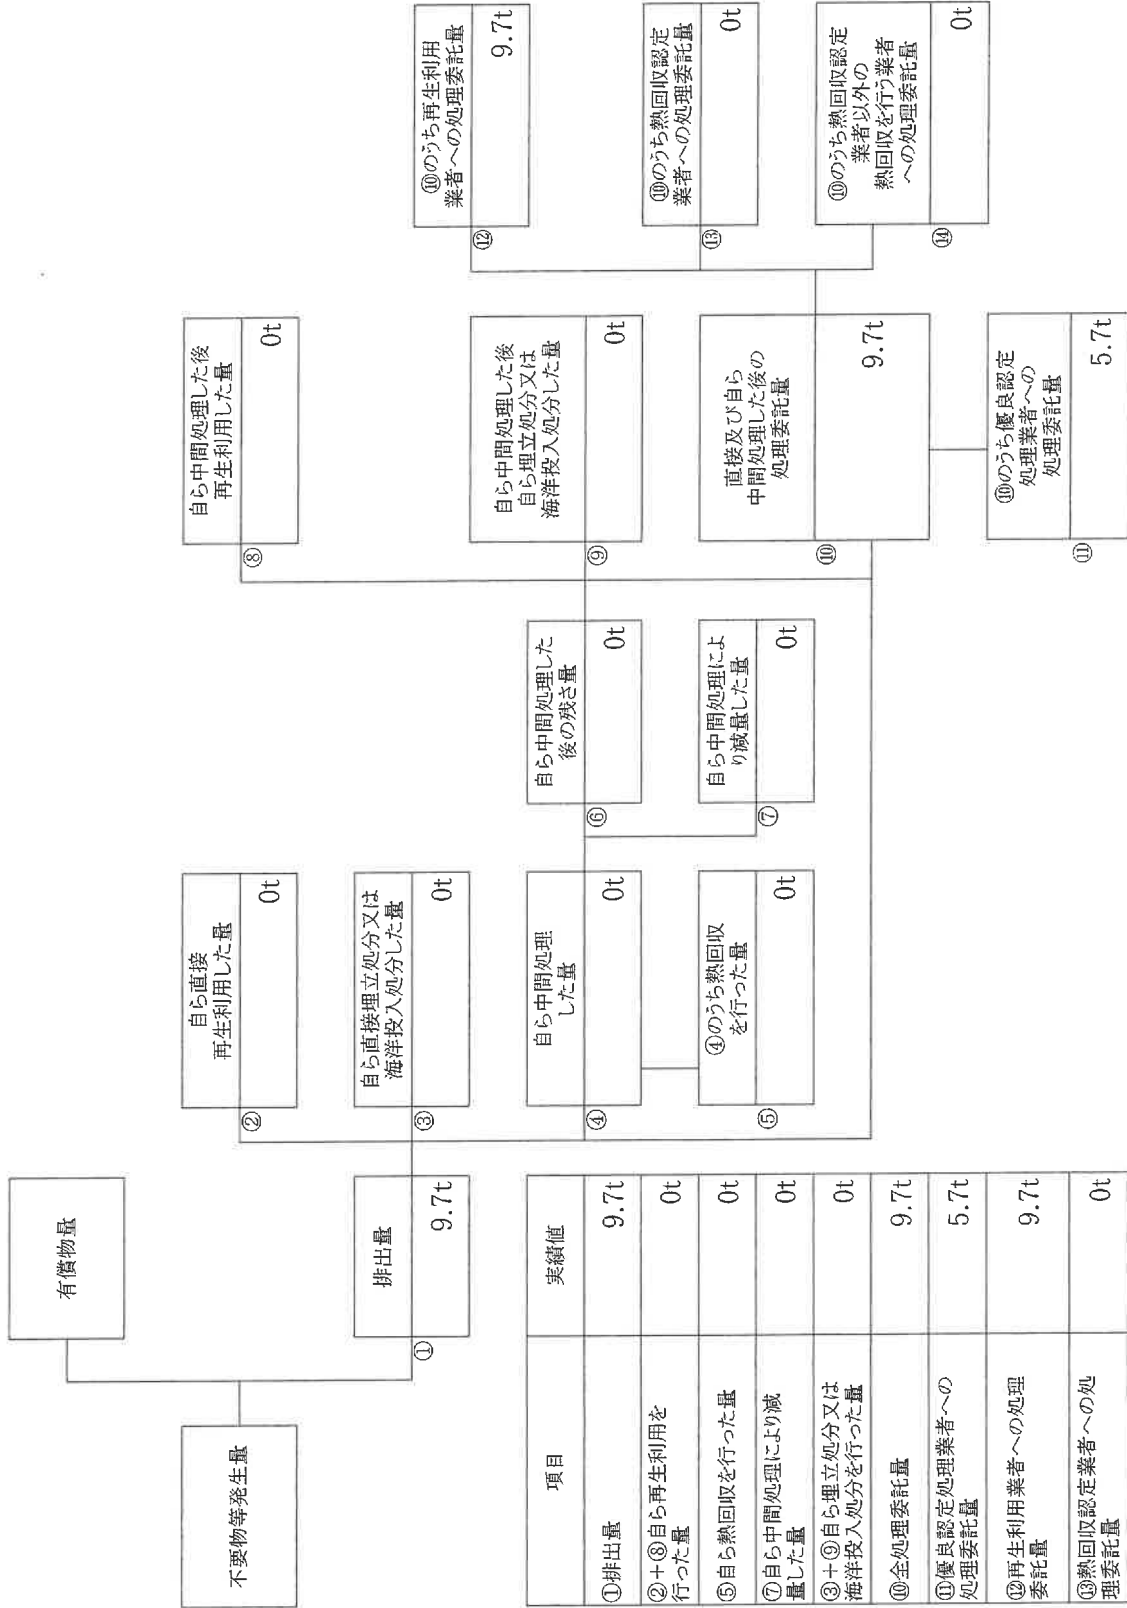 不要物等発生量
有償物量
排出量
①
9.7t
自ら直接
再生利用した量
②
0t
自ら直接埋立処分又は
海洋投入処分した量
③
0t
自ら中間処理
した量
④
0t
④のうち熱回収
を行った量
⑤
0t
自ら中間処理した
後の残さ量
⑥
0t
自ら中間処理によ
り減量した量
⑦
0t
自ら中間処理した後
再生利用した量
⑧
0t
自ら中間処理した後
自ら埋立処分又は
海洋投入処分した量
⑨
0t
直接及び自ら
中間処理した後の
処理委託量
⑩
9.7t
⑩のうち優良認定
処理業者への
処理委託量
⑪
5.7t
⑩のうち再生利用
業者への処理委託量
⑫
9.7t
⑩のうち熱回収認定
業者への処理委託量
⑬
0t
⑩のうち熱回収認定
業者以外の
熱回収を行う業者
への処理委託量
⑭
0t
項目 実績値
①排出量 9.7t
②+⑧自ら再生利用を
行った量 0t
⑤自ら熱回収を行った量 0t
⑦自ら中間処理により減
量した量 0t
③+⑨自ら埋立処分又は
海洋投入処分を行った量 0t
⑩全処理委託量 9.7t
⑪優良認定処理業者への
処理委託量 5.7t
⑫再生利用業者への処理
委託量 9.7t
⑬熱回収認定業者への処
理委託量 0t